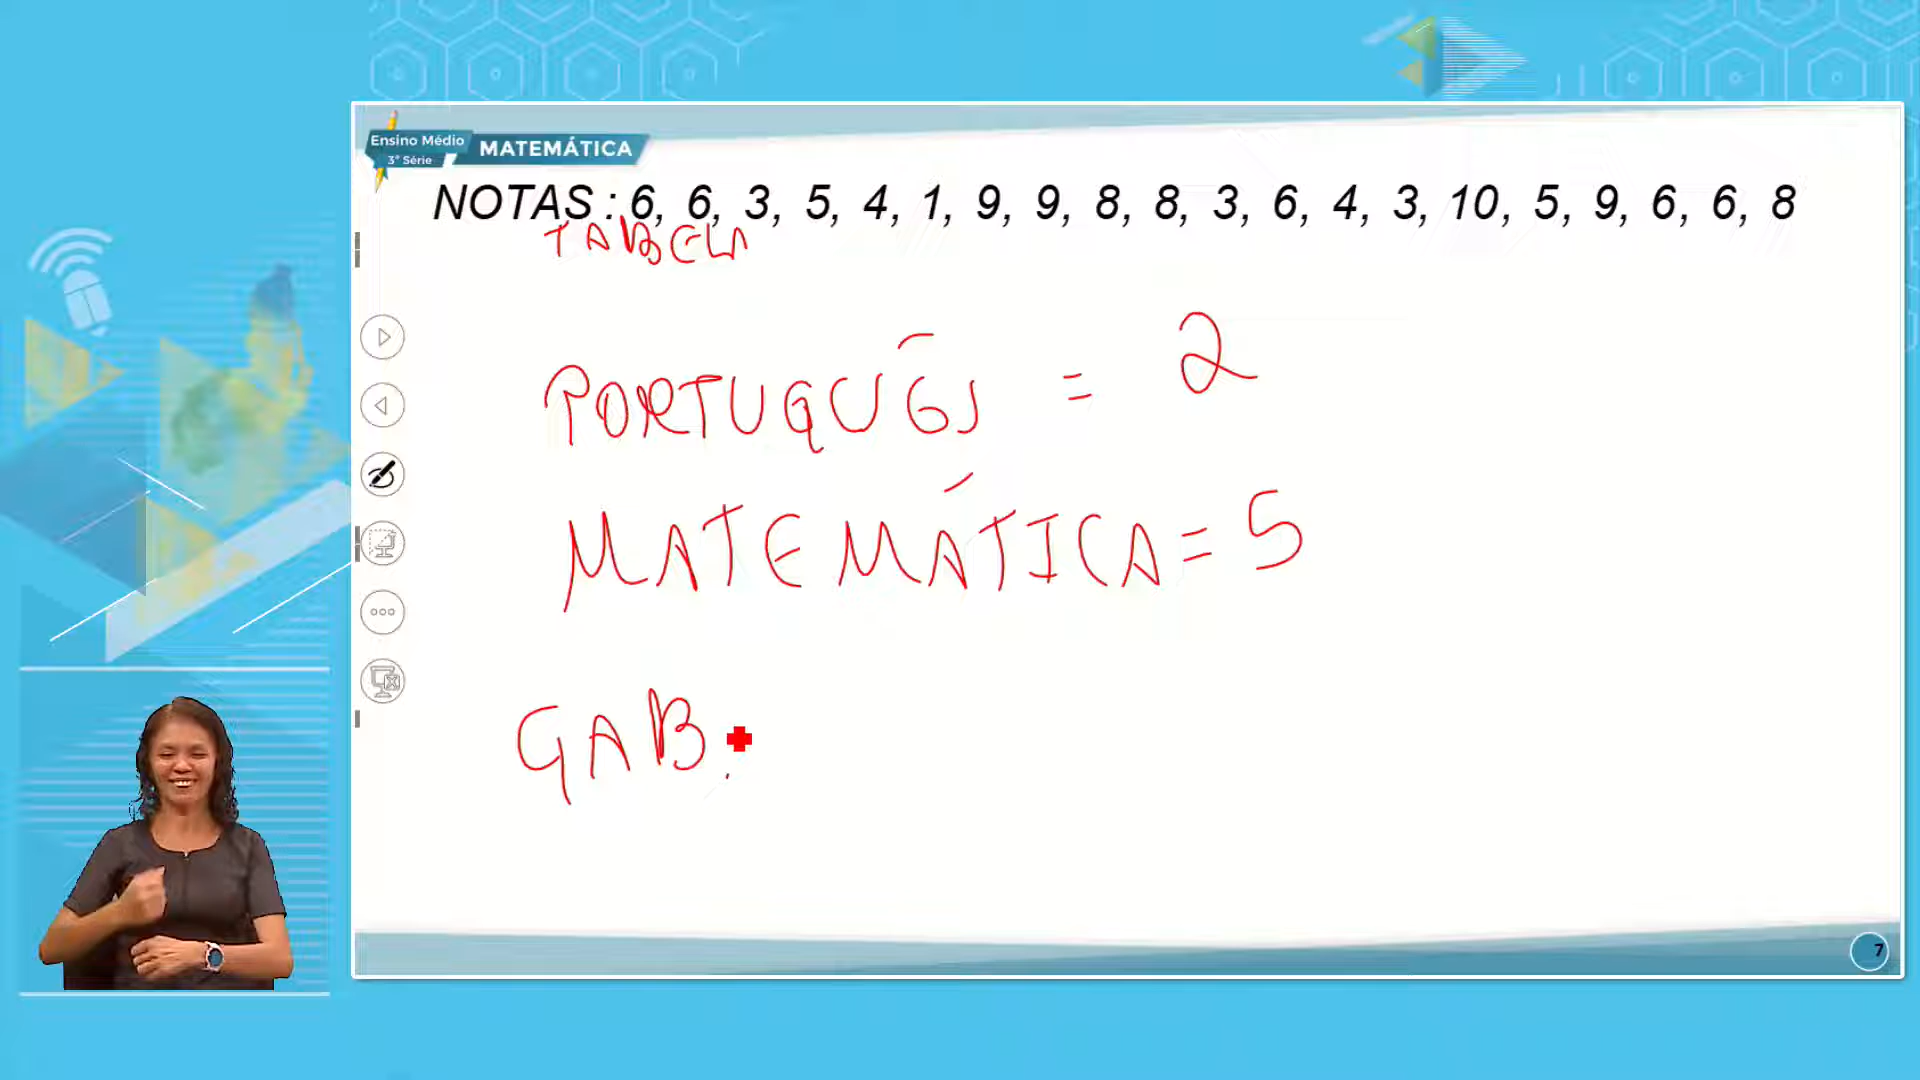 Ensino Médio
3ª Série
MATEMÁTICA
NOTAS : 6, 6, 3, 5, 4, 1, 9, 9, 8, 8, 3, 6, 4, 3, 10, 5, 9, 6, 6, 8
TABELA
PORTUGUÊS = 2
MATEMÁTICA = 5
GAB.
7